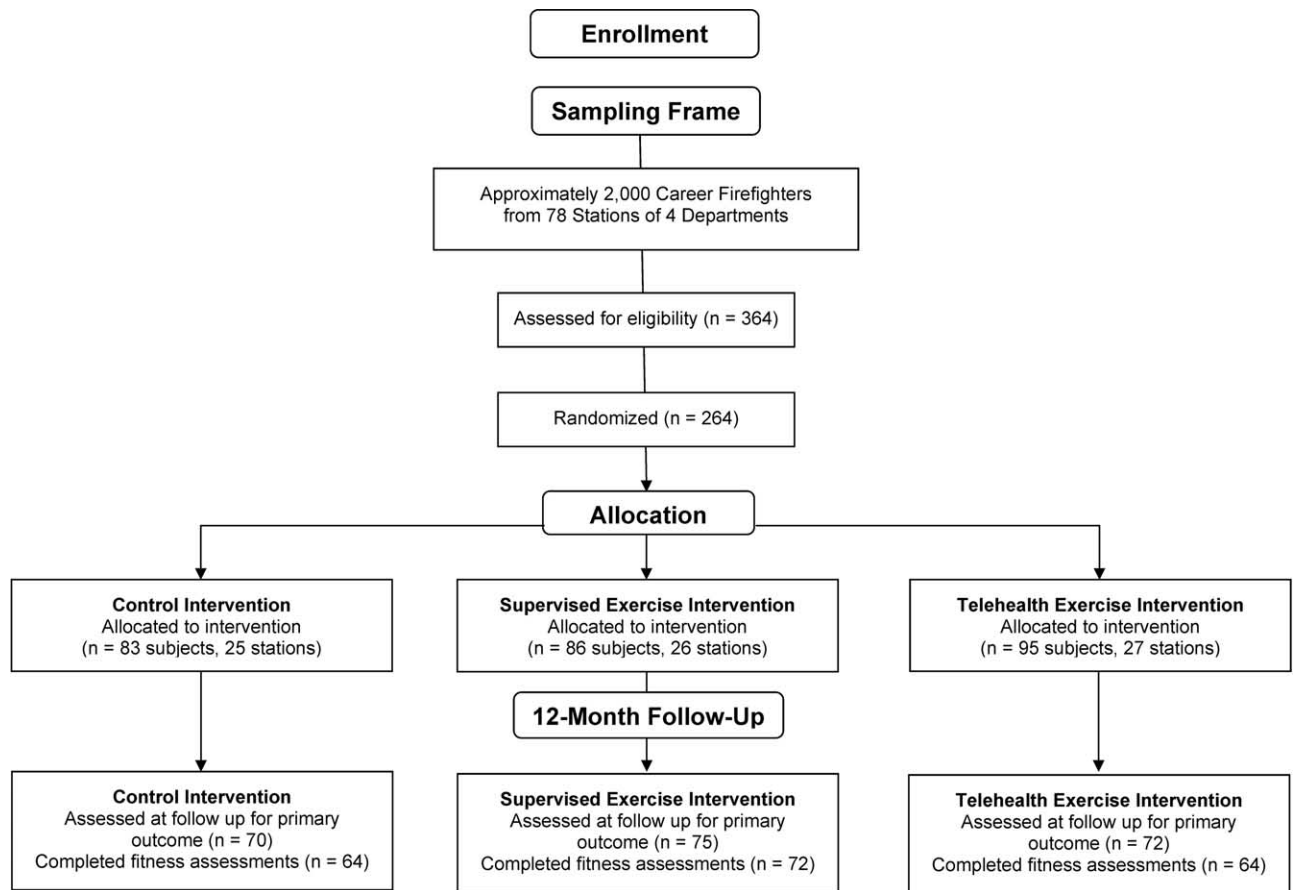 Enrollment
Sampling Frame
Approximately 2,000 Career Firefighters
from 78 Stations of 4 Departments
Assessed for eligibility (n = 364)
Randomized (n = 264)
Allocation
Control Intervention
Allocated to intervention
(n = 83 subjects, 25 stations)
Supervised Exercise Intervention
Allocated to intervention
(n = 86 subjects, 26 stations)
Telehealth Exercise Intervention
Allocated to intervention
(n = 95 subjects, 27 stations)
12-Month Follow-Up
Control Intervention
Assessed at follow up for primary
outcome (n = 70)
Completed fitness assessments (n = 64)
Supervised Exercise Intervention
Assessed at follow up for primary
outcome (n = 75)
Completed fitness assessments (n = 72)
Telehealth Exercise Intervention
Assessed at follow up for primary
outcome (n = 72)
Completed fitness assessments (n = 64)